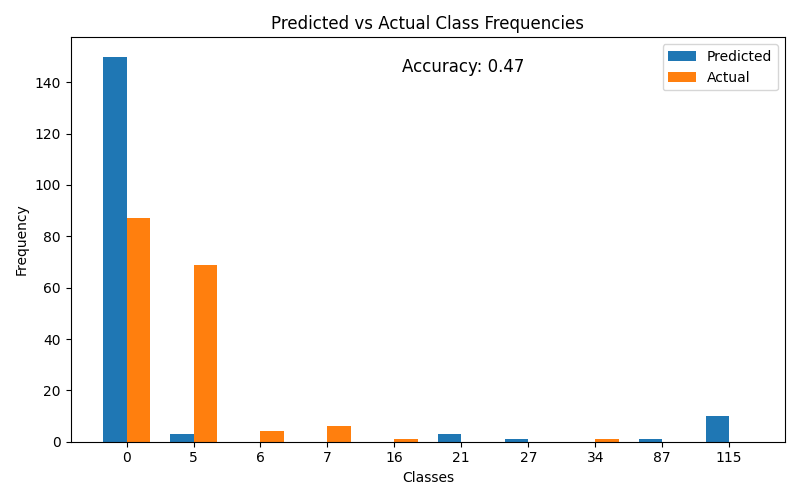 Predicted vs Actual Class Frequencies
Accuracy: 0.47
Predicted
Actual
140
120
100
80
60
40
20
0
Frequency
0 5 6 7 16 21 27 34 87 115
Classes